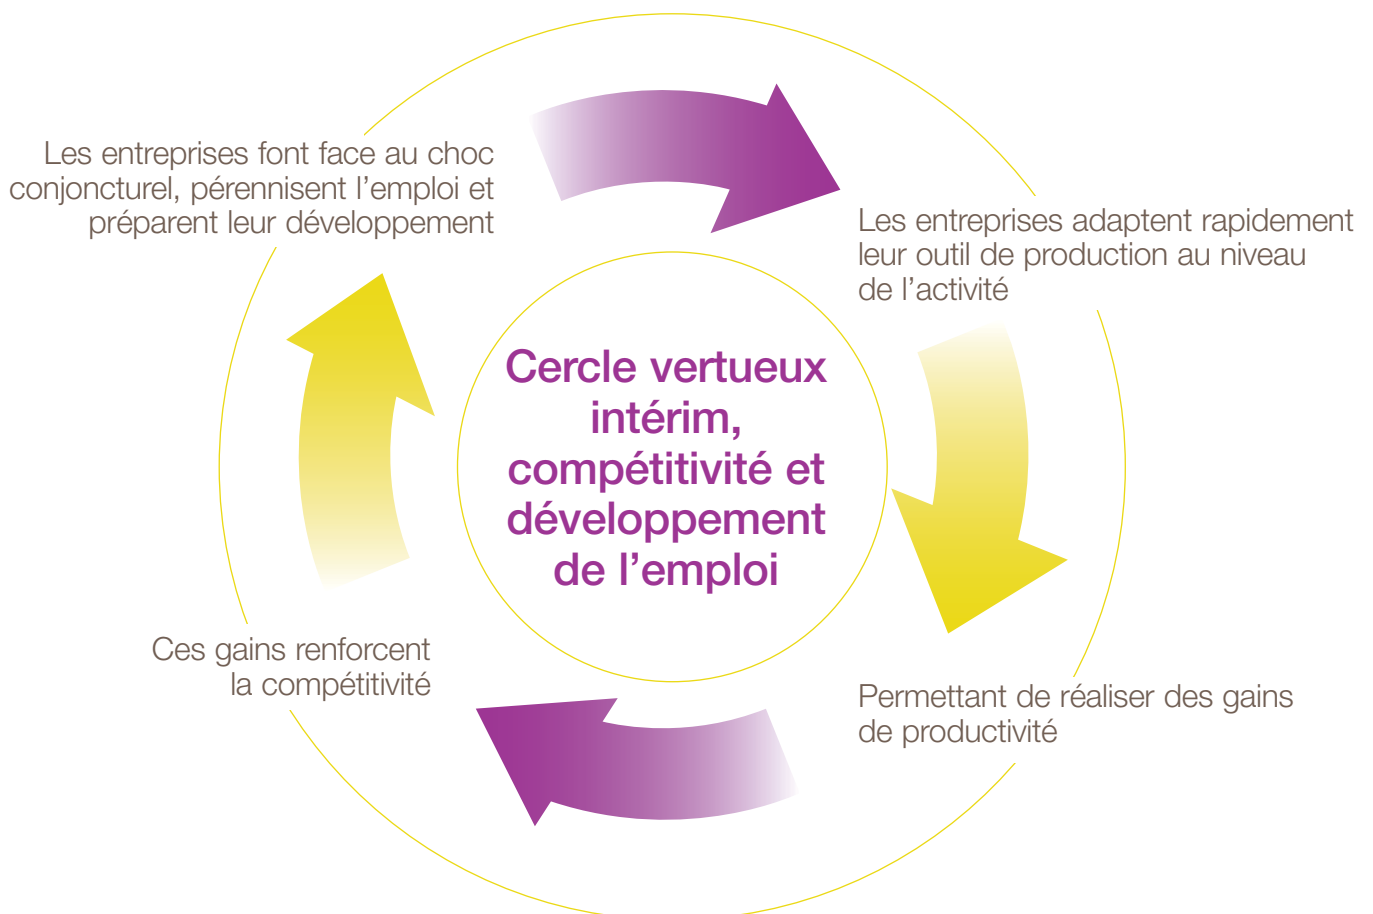 Les entreprises font face au choc
conjoncturel, pérennisent l’emploi et
préparent leur développement
Les entreprises adaptent rapidement
leur outil de production au niveau
de l’activité
Cercle vertueux
intérim,
compétitivité et
développement
de l’emploi
Ces gains renforcent
la compétitivité
Permettant de réaliser des gains
de productivité